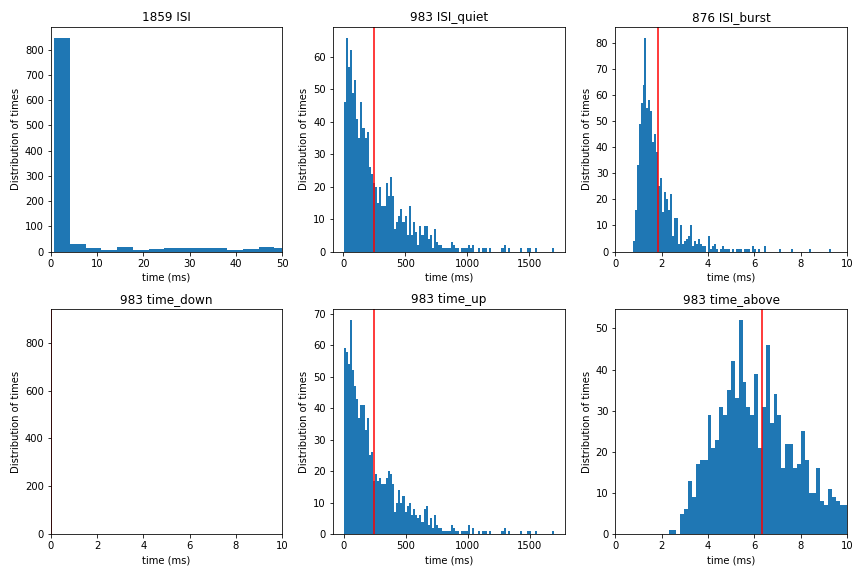 1859 ISI
983 ISI_quiet
876 ISI_burst
Distribution of times
0
100
200
300
400
500
600
700
800
0 10 20 30 40 50
time (ms)
Distribution of times
0
10
20
30
40
50
60
0 500 1000 1500
time (ms)
Distribution of times
0
10
20
30
40
50
60
70
80
0 2 4 6 8 10
time (ms)
983 time_down
983 time_up
983 time_above
Distribution of times
0
200
400
600
800
0 2 4 6 8 10
time (ms)
Distribution of times
0
10
20
30
40
50
60
70
0 500 1000 1500
time (ms)
Distribution of times
0
10
20
30
40
50
0 2 4 6 8 10
time (ms)